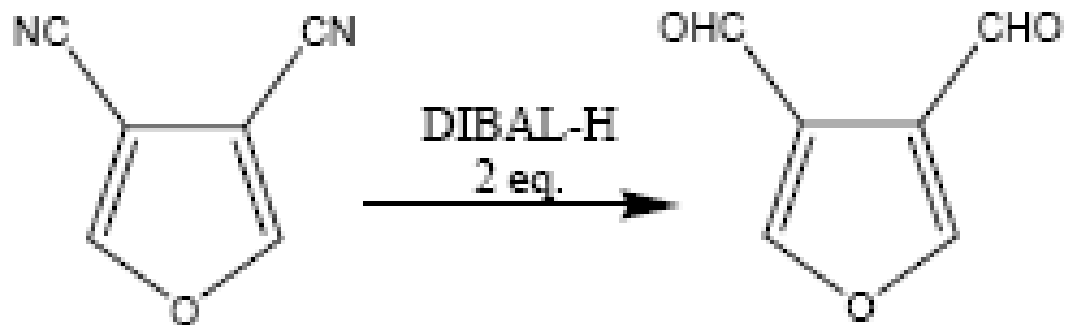 NC CN
DIBAL-H
2 eq.
O
OHC CHO
O